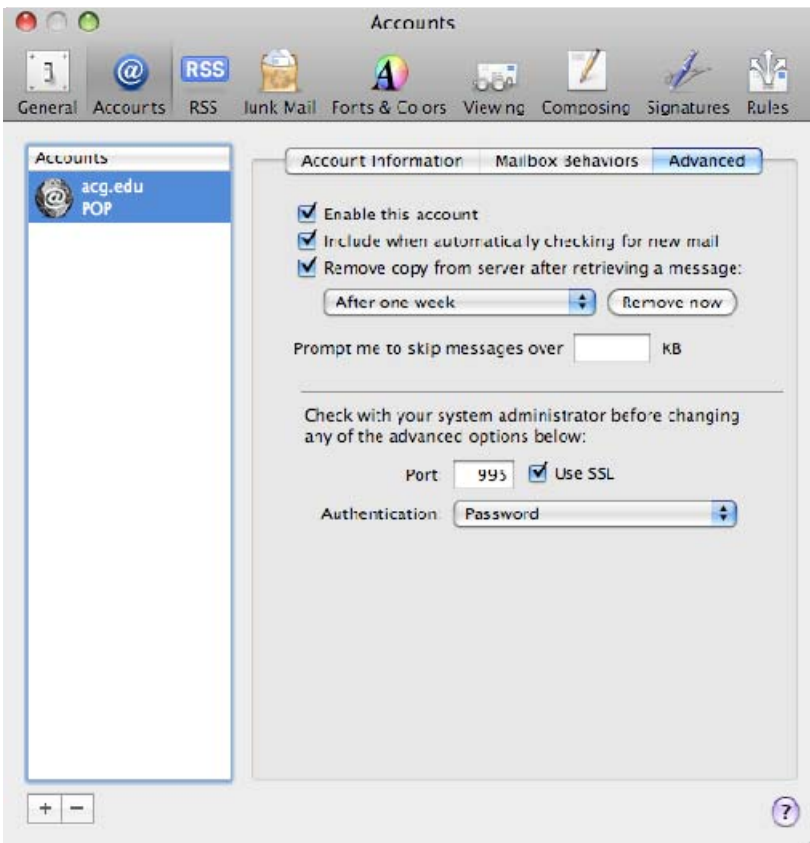 Accounts
General Accounts RSS Junk Mail Fonts & Colors Viewing Composing Signatures Rules
RSS
Accounts
acg.edu
POP
Account Information Mailbox Behaviors Advanced
Enable this account
Include when automatically checking for new mail
Remove copy from server after retrieving a message:
After one week Remove now
Prompt me to skip messages over KB
Check with your system administrator before changing
any of the advanced options below:
Port 995 Use SSL
Authentication Password
+ − ?